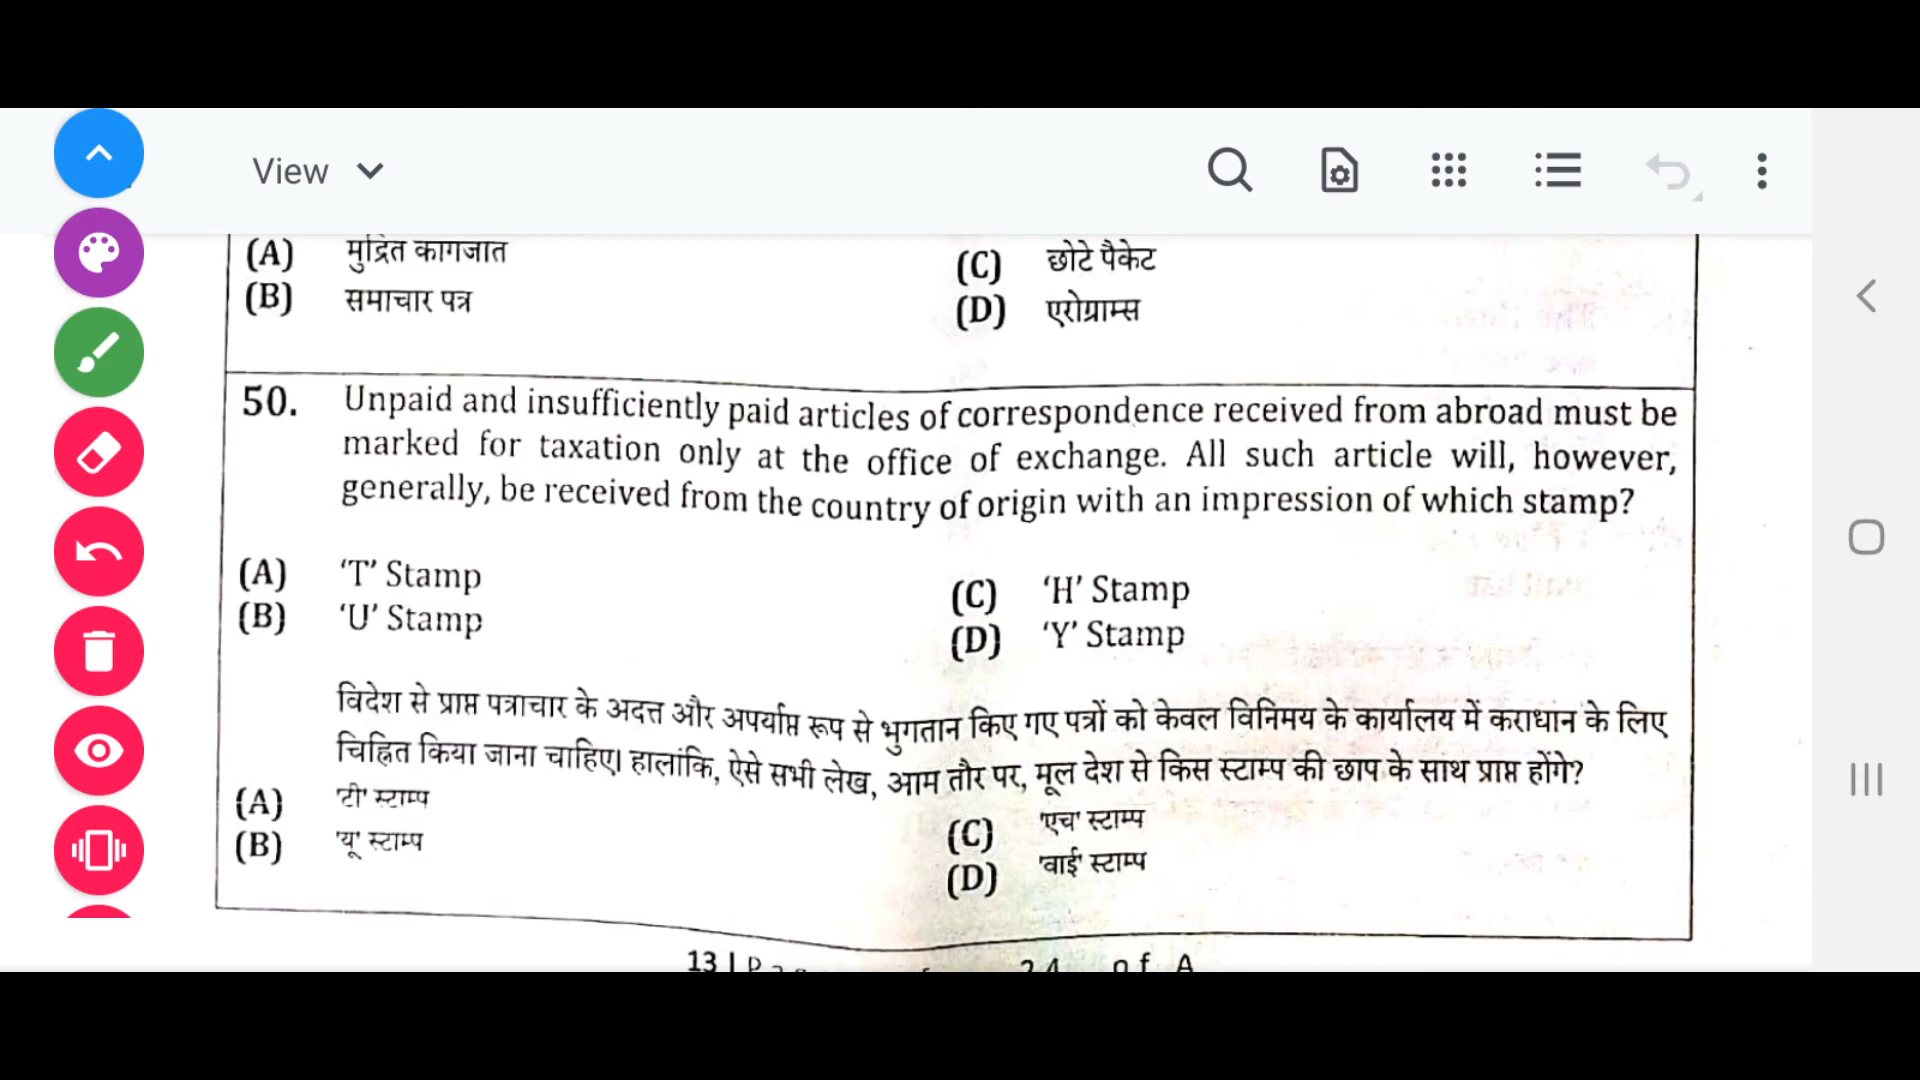 View
(A) मुद्रित कागजात (C) छोटे पैकेट
(B) समाचार पत्र (D) एरोग्राम्स
50. Unpaid and insufficiently paid articles of correspondence received from abroad must be
marked for taxation only at the office of exchange. All such article will, however,
generally, be received from the country of origin with an impression of which stamp?
(A) ‘T’ Stamp (C) ‘H’ Stamp
(B) ‘U’ Stamp (D) ‘Y’ Stamp
विदेश से प्राप्त पत्राचार के अदत्त और अपर्याप्त रूप से भुगतान किए गए पत्रों को केवल विनिमय के कार्यालय में कराधान के लिए
चिह्नित किया जाना चाहिए। हालांकि, ऐसे सभी लेख, आम तौर पर, मूल देश से किस स्टाम्प की छाप के साथ प्राप्त होंगे?
(A) 'टी' स्टाम्प (C) 'एच' स्टाम्प
(B) 'यू' स्टाम्प (D) 'वाई' स्टाम्प
13 |